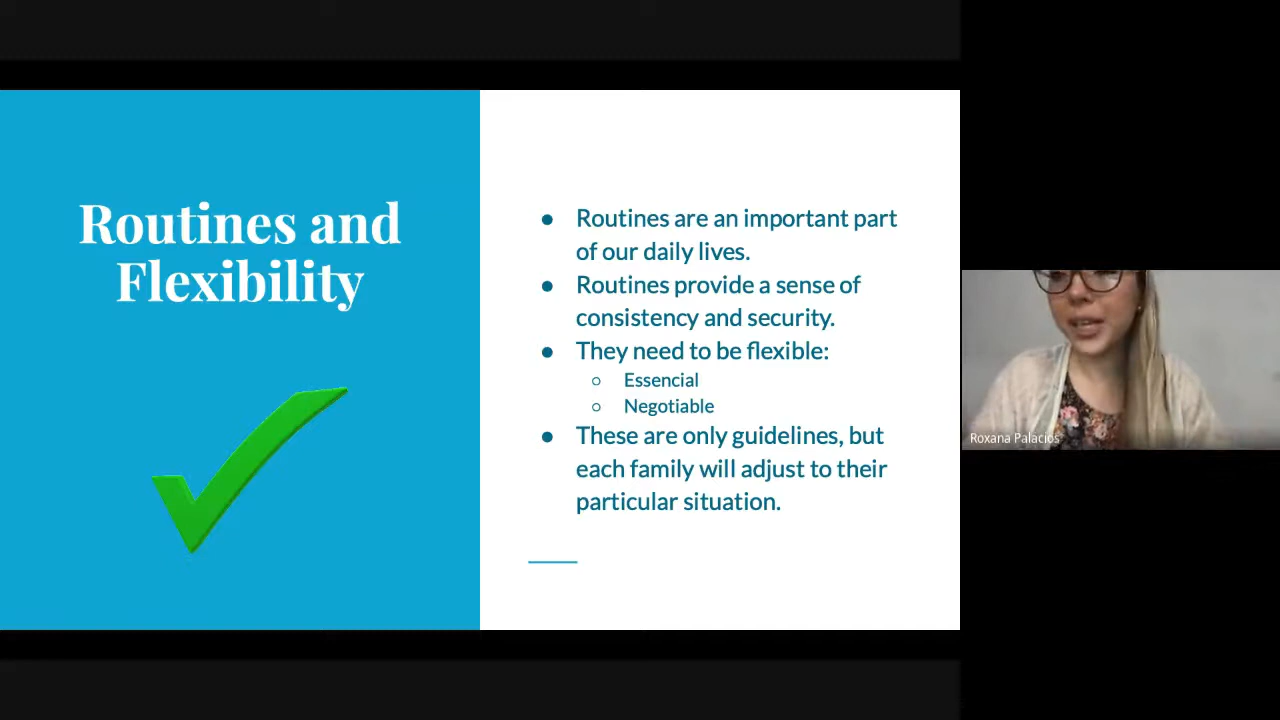 Routines and
Flexibility
● Routines are an important part
of our daily lives.
● Routines provide a sense of
consistency and security.
● They need to be flexible:
○ Essencial
○ Negotiable
● These are only guidelines, but
each family will adjust to their
particular situation.
Roxana Palacios